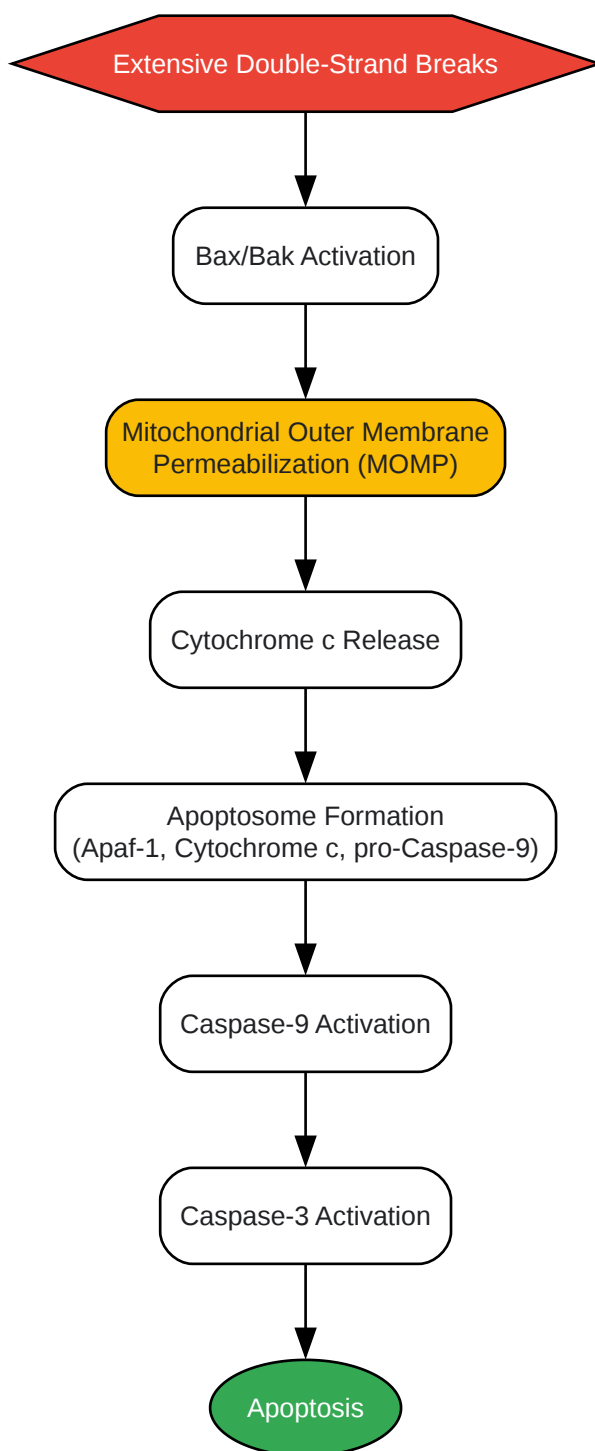 Extensive Double-Strand Breaks
Bax/Bak Activation
Mitochondrial Outer Membrane
Permeabilization (MOMP)
Cytochrome c Release
Apoptosome Formation
(Apaf-1, Cytochrome c, pro-Caspase-9)
Caspase-9 Activation
Caspase-3 Activation
Apoptosis